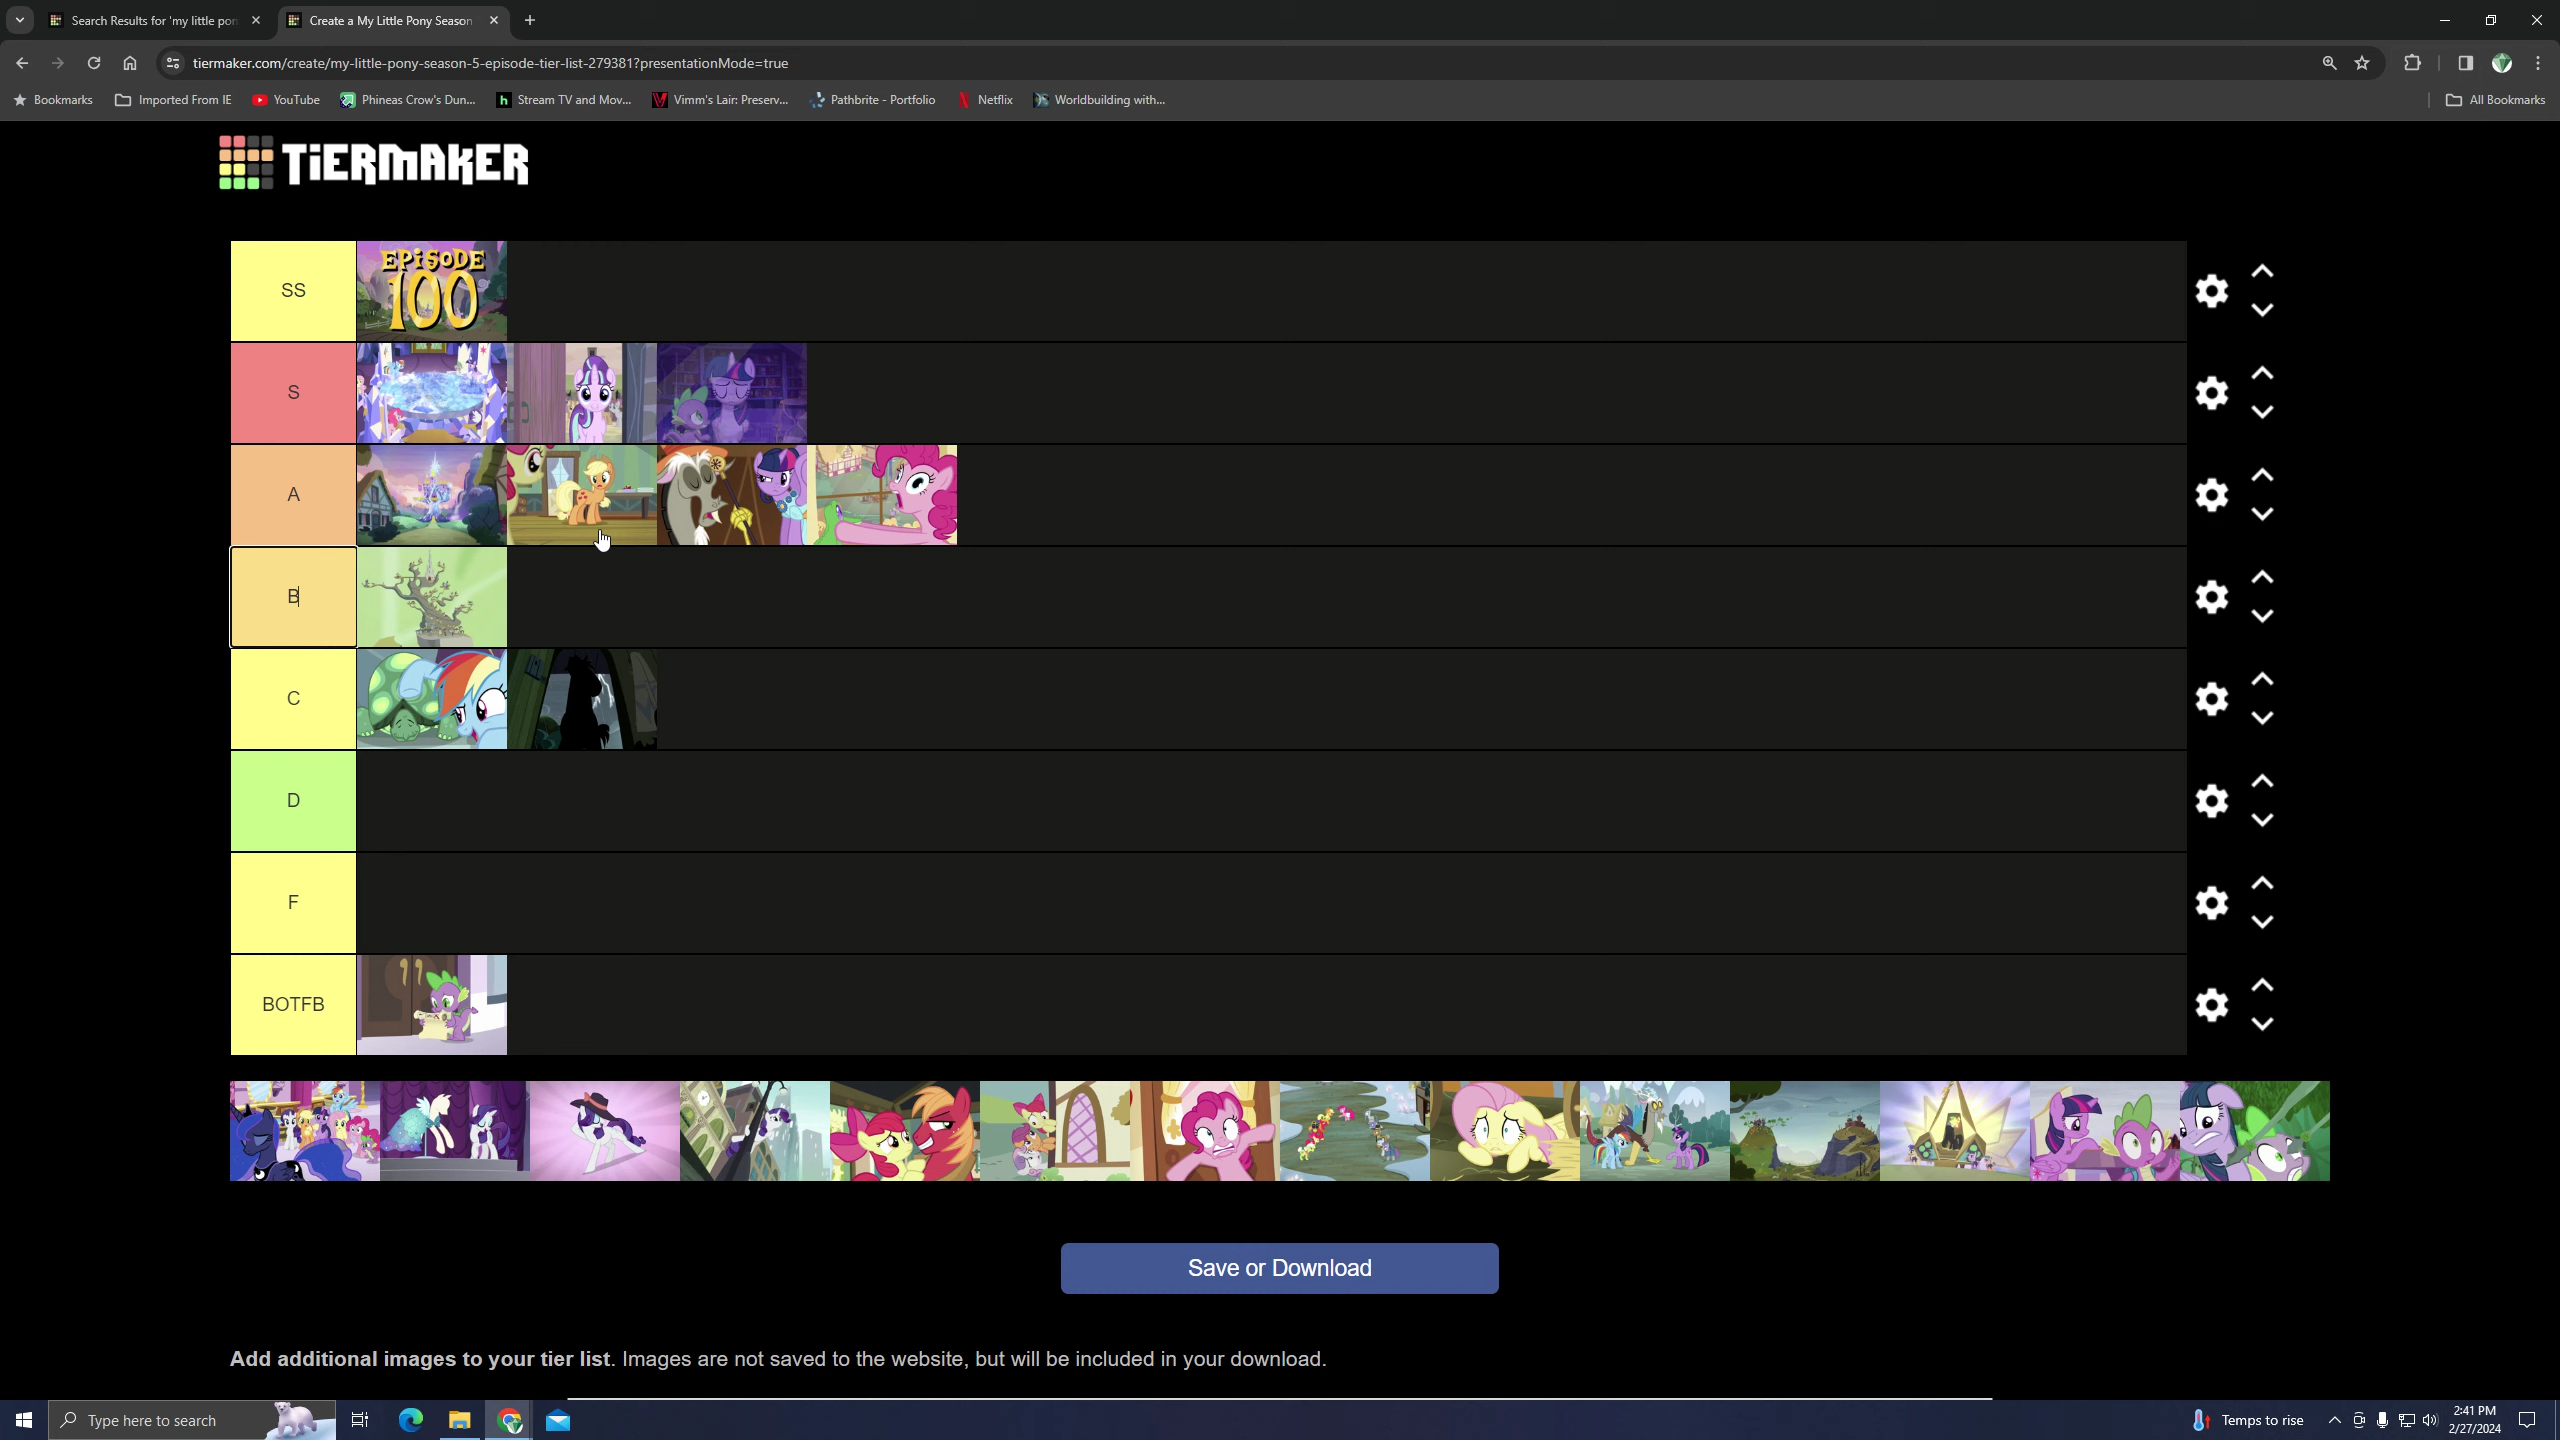 Search Results for 'my little pon
Create a My Little Pony Season
tiermaker.com/create/my-little-pony-season-5-episode-tier-list-279381?presentationMode=true
Bookmarks
Imported From IE
YouTube
Phineas Crow's Dun...
Stream TV and Mov...
Vimm's Lair: Preserv...
Pathbrite - Portfolio
Netflix
Worldbuilding with...
All Bookmarks
TiERMAKER
SS
EPiSODE
100
S
A
B
C
D
F
BOTFB
Save or Download
Add additional images to your tier list. Images are not saved to the website, but will be included in your download.
Type here to search
Temps to rise
2:41 PM
2/27/2024